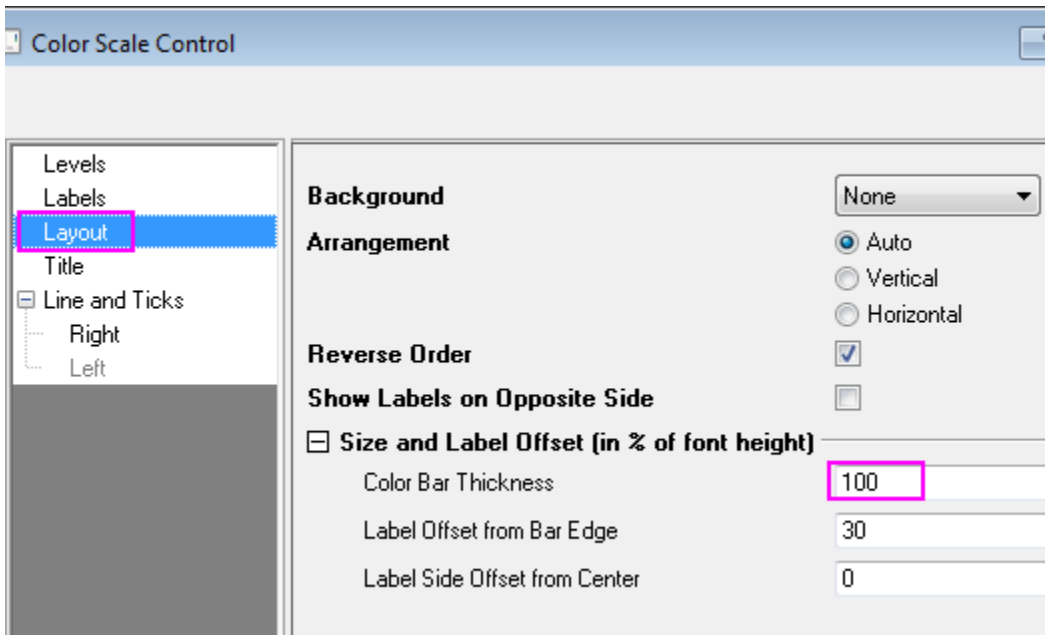 Color Scale Control
Levels
Labels
Layout
Title
Line and Ticks
Right
Left
Background None
Arrangement Auto
Vertical
Horizontal
Reverse Order
Show Labels on Opposite Side
Size and Label Offset (in % of font height)
Color Bar Thickness 100
Label Offset from Bar Edge 30
Label Side Offset from Center 0